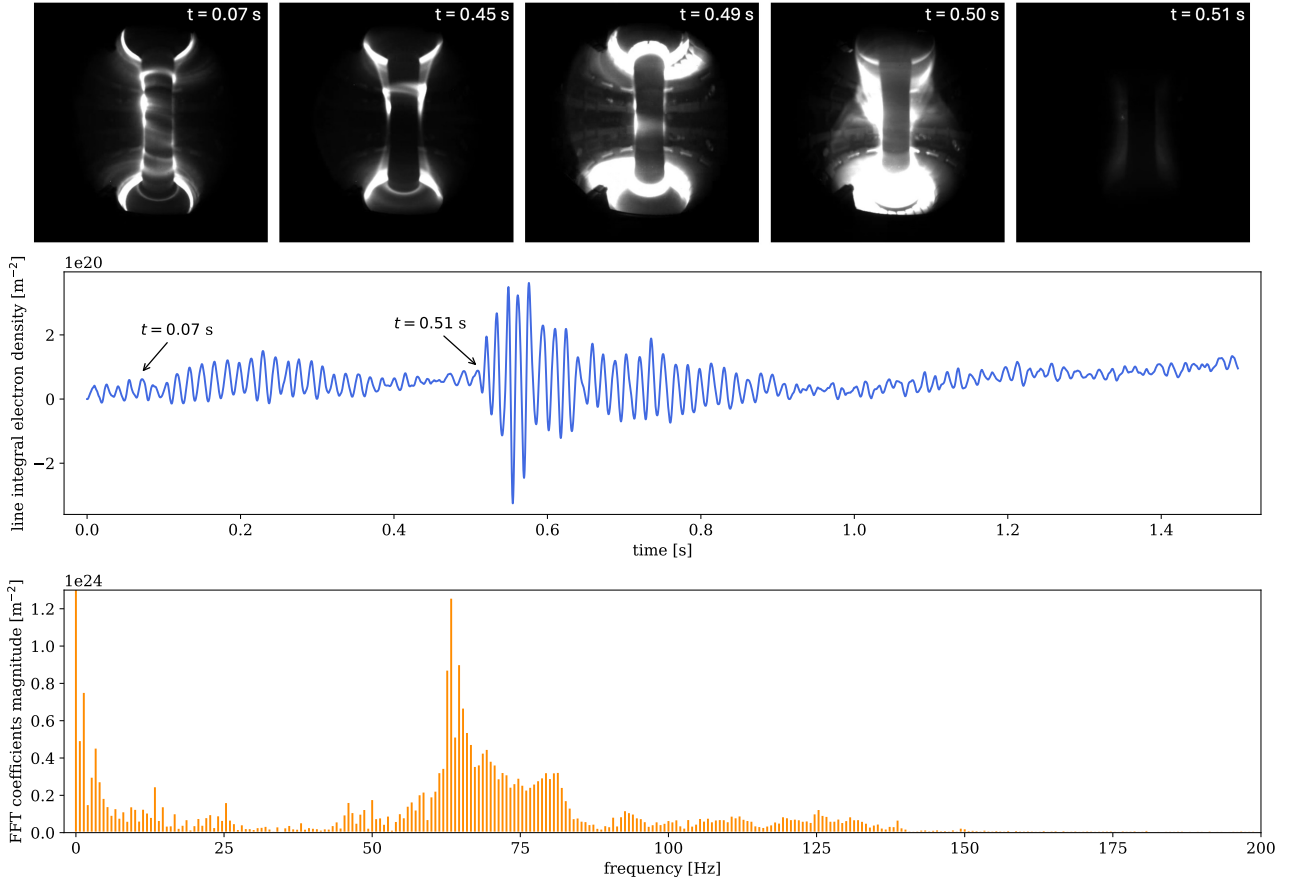 t = 0.07 s
t = 0.45 s
t = 0.49 s
t = 0.50 s
t = 0.51 s
1e20
line integral electron density [m⁻²]
2
0
−2
t = 0.07 s
t = 0.51 s
0.0 0.2 0.4 0.6 0.8 1.0 1.2 1.4
time [s]
1e24
FFT coefficients magnitude [m⁻²]
1.2
1.0
0.8
0.6
0.4
0.2
0.0
0 25 50 75 100 125 150 175 200
frequency [Hz]